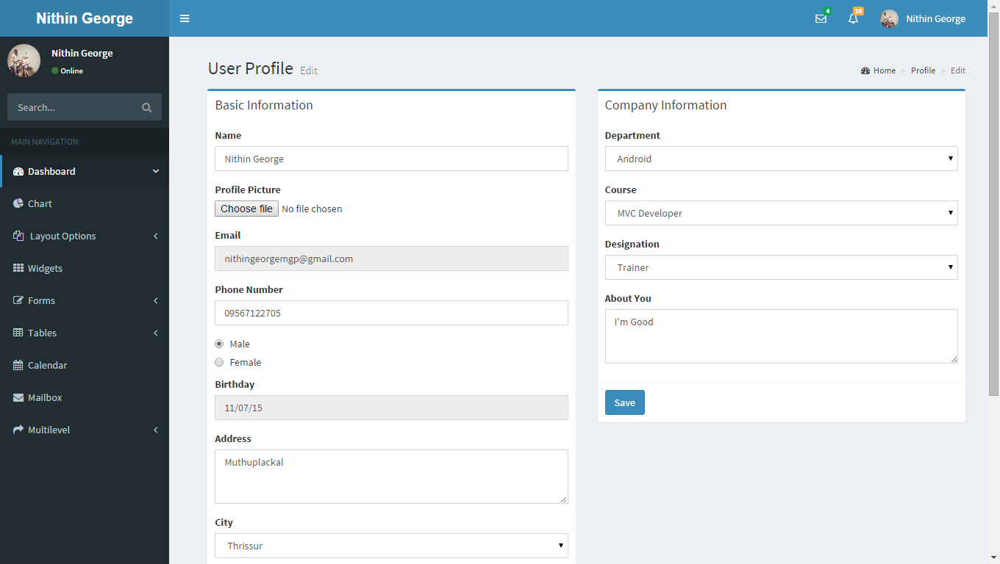 Nithin George
4
10
Nithin George
Nithin George
Online
Search...
MAIN NAVIGATION
Dashboard
Chart
Layout Options
Widgets
Forms
Tables
Calendar
Mailbox
Multilevel
User Profile Edit
Home > Profile > Edit
Basic Information
Name
Nithin George
Profile Picture
Choose file No file chosen
Email
nithingeorgemgp@gmail.com
Phone Number
09567122705
Male
Female
Birthday
11/07/15
Address
Muthuplackal
City
Thrissur
Company Information
Department
Android
Course
MVC Developer
Designation
Trainer
About You
I'm Good
Save